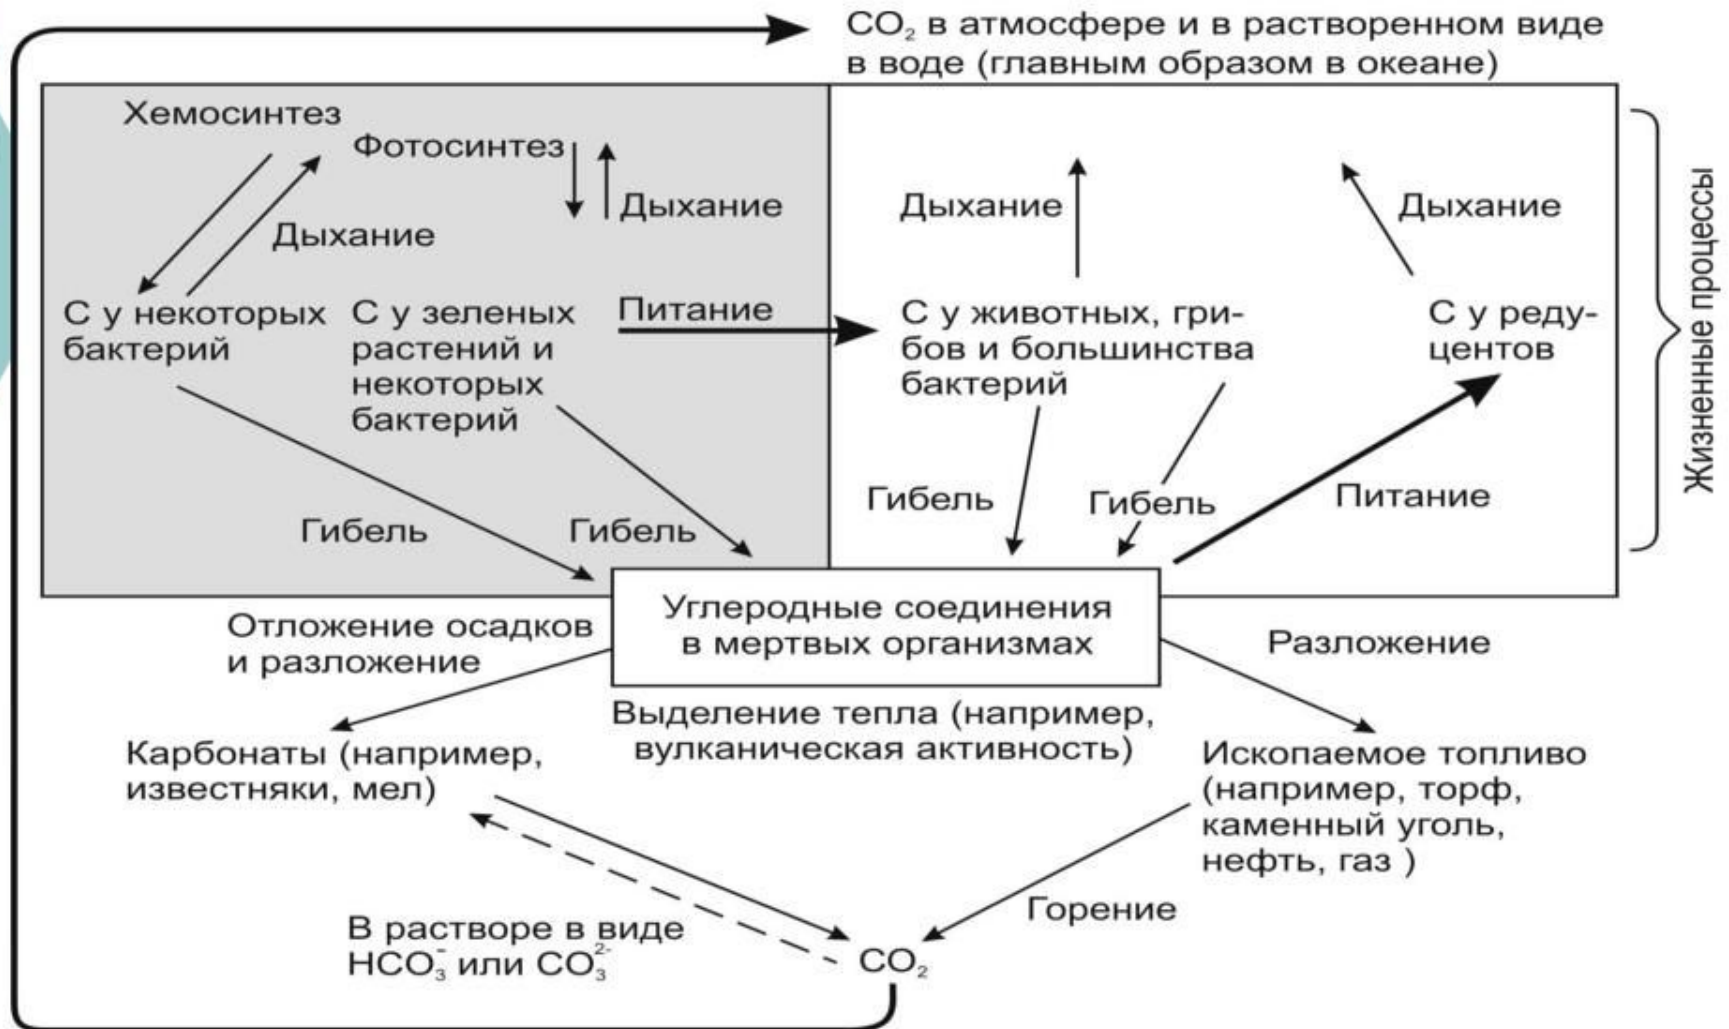 CO₂ в атмосфере и в растворенном виде
в воде (главным образом в океане)
Хемосинтез
Фотосинтез
Дыхание
Дыхание
Дыхание
Дыхание
С у некоторых
бактерий
С у зеленых
растений и
некоторых
бактерий
Питание
С у животных, гри-
бов и большинства
бактерий
С у реду-
центов
Жизненные процессы
Гибель
Гибель
Гибель
Гибель
Питание
Углеродные соединения
в мертвых организмах
Отложение осадков
и разложение
Разложение
Выделение тепла (например,
вулканическая активность)
Карбонаты (например,
известняки, мел)
Ископаемое топливо
(например, торф,
каменный уголь,
нефть, газ )
Горение
В растворе в виде
HCO₃⁻ или CO₃²⁻
CO₂